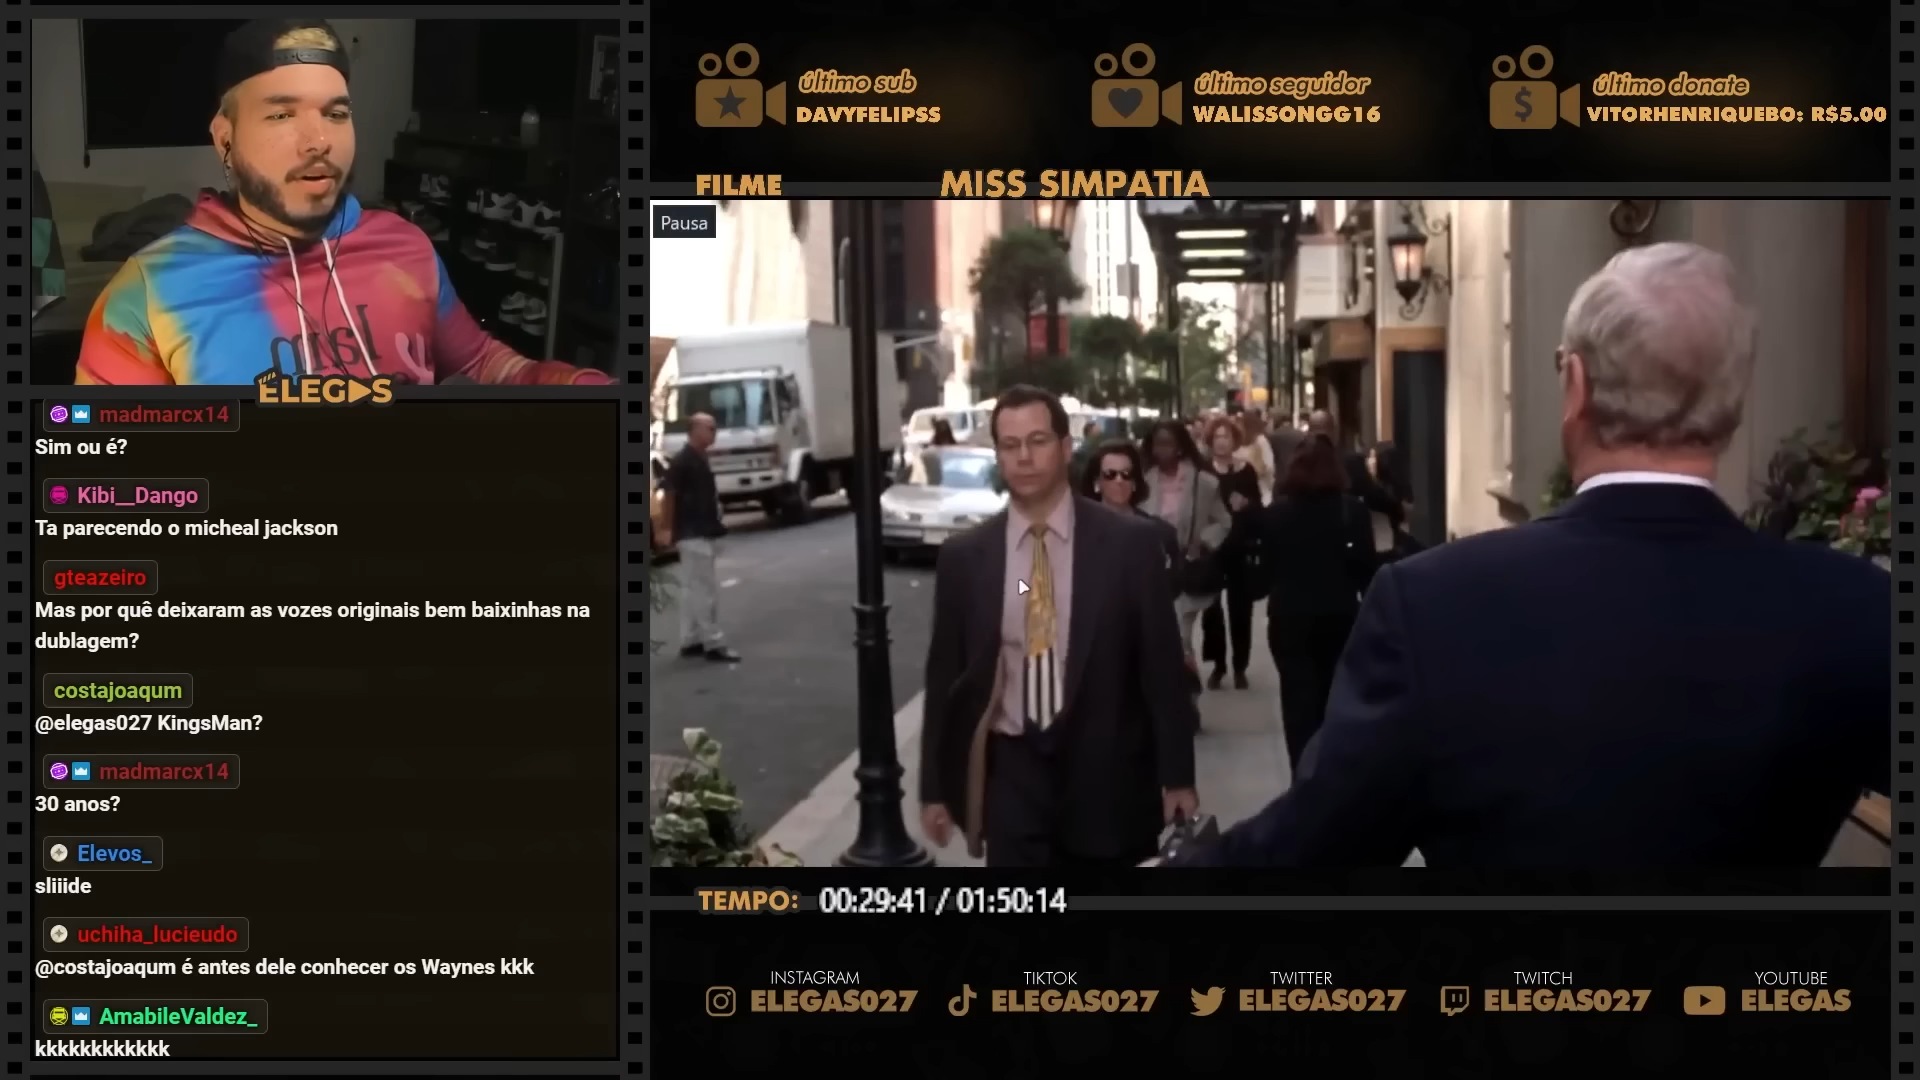 último sub
DAVYFELIPSS
último seguidor
WALISSONGG16
último donate
VITORHENRIQUEBO: R$5.00
FILME
MISS SIMPATIA
Pausa
ELEGAS
madmarcx14
Sim ou é?
Kibi__Dango
Ta parecendo o micheal jackson
gteazeiro
Mas por quê deixaram as vozes originais bem baixinhas na
dublagem?
costajoaqum
@elegas027 KingsMan?
madmarcx14
30 anos?
Elevos_
sliiide
uchiha_lucieudo
@costajoaqum é antes dele conhecer os Waynes kkk
AmabileValdez_
kkkkkkkkkkkk
TEMPO: 00:29:41 / 01:50:14
INSTAGRAM
ELEGAS027
TIKTOK
ELEGAS027
TWITTER
ELEGAS027
TWITCH
ELEGAS027
YOUTUBE
ELEGAS